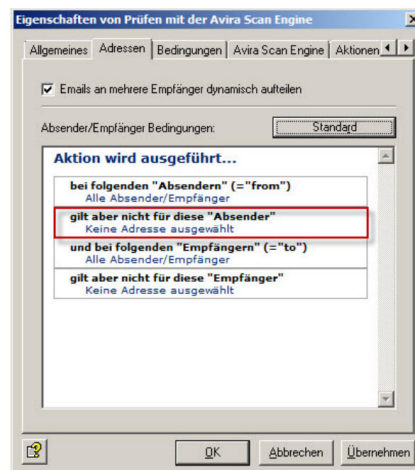 Eigenschaften von Prüfen mit der Avira Scan Engine
Allgemeines Adressen Bedingungen Avira Scan Engine Aktionen
Emails an mehrere Empfänger dynamisch aufteilen
Absender/Empfänger Bedingungen: Standard
Aktion wird ausgeführt...
bei folgenden "Absendern" (="from")
Alle Absender/Empfänger
gilt aber nicht für diese "Absender"
Keine Adresse ausgewählt
und bei folgenden "Empfängern" (="to")
Alle Absender/Empfänger
gilt aber nicht für diese "Empfänger"
Keine Adresse ausgewählt
OK Abbrechen Übernehmen